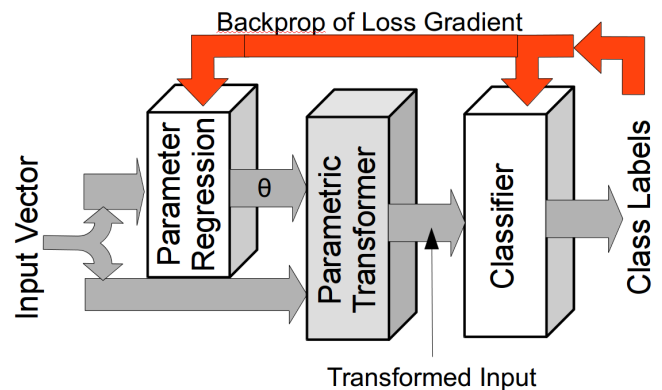 Backprop of Loss Gradient
Input Vector
Parameter
Regression
θ
Parametric
Transformer
Classifier
Class Labels
Transformed Input